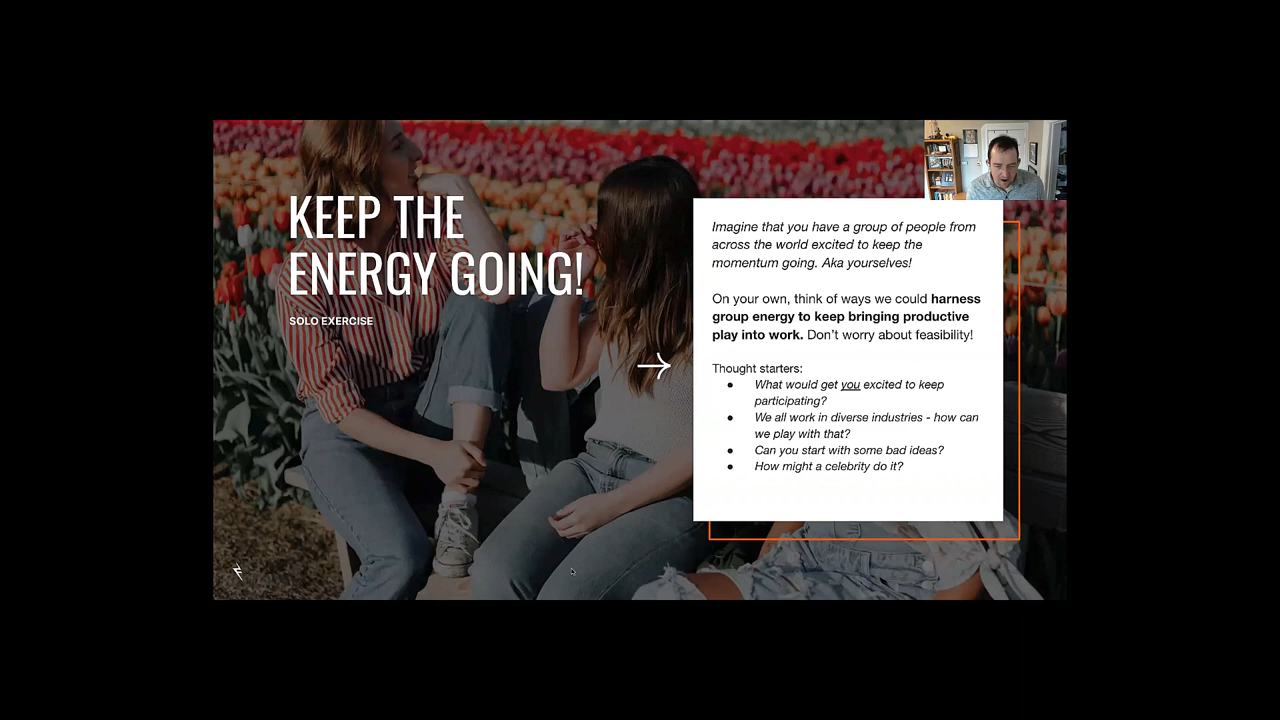 KEEP THE
ENERGY GOING!
SOLO EXERCISE
Imagine that you have a group of people from
across the world excited to keep the
momentum going. Aka yourselves!
On your own, think of ways we could harness
group energy to keep bringing productive
play into work. Don’t worry about feasibility!
Thought starters:
● What would get you excited to keep
participating?
● We all work in diverse industries - how can
we play with that?
● Can you start with some bad ideas?
● How might a celebrity do it?